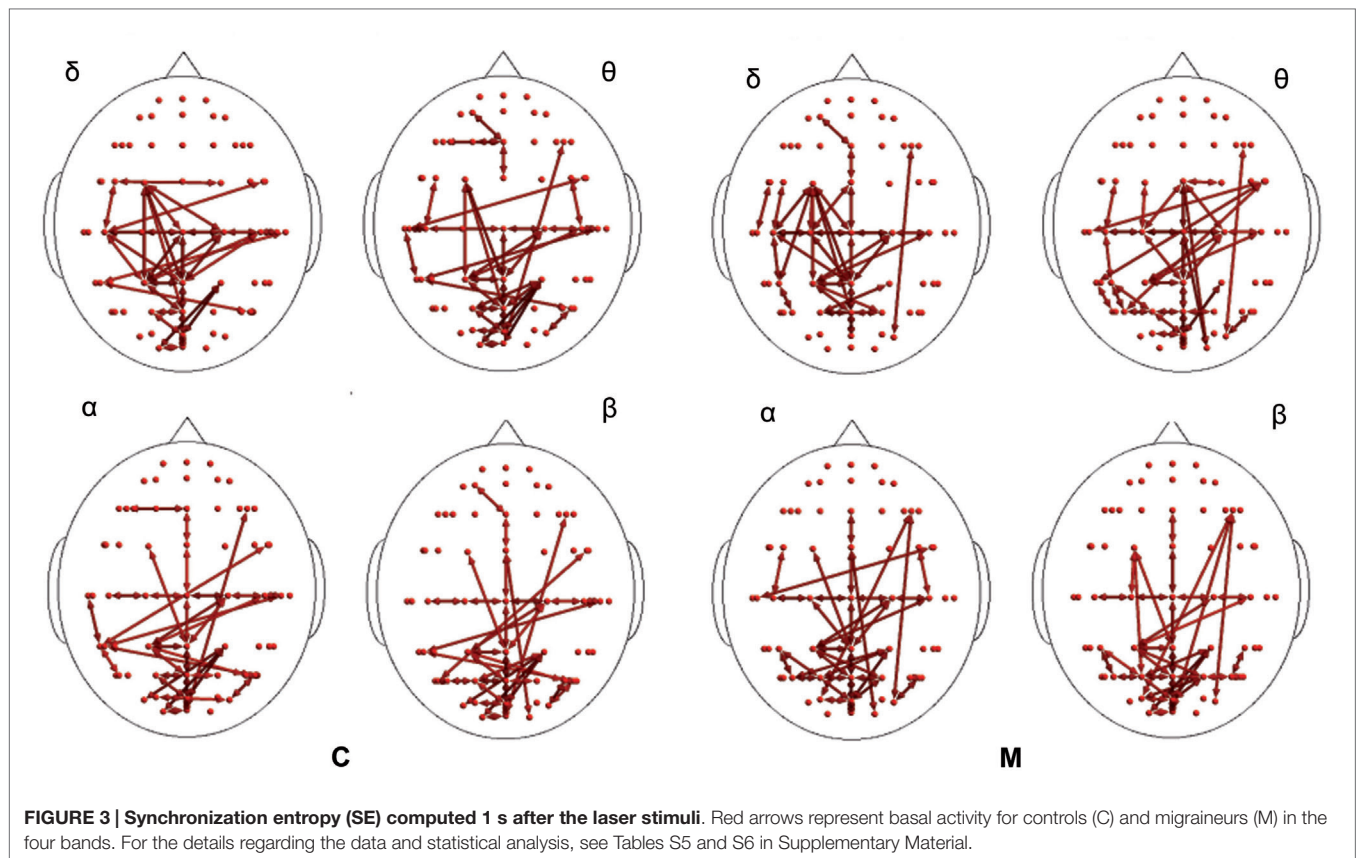 δ θ δ θ
α β α β
C M
FIGURE 3 | Synchronization entropy (SE) computed 1 s after the laser stimuli. Red arrows represent basal activity for controls (C) and migraineurs (M) in the
four bands. For the details regarding the data and statistical analysis, see Tables S5 and S6 in Supplementary Material.